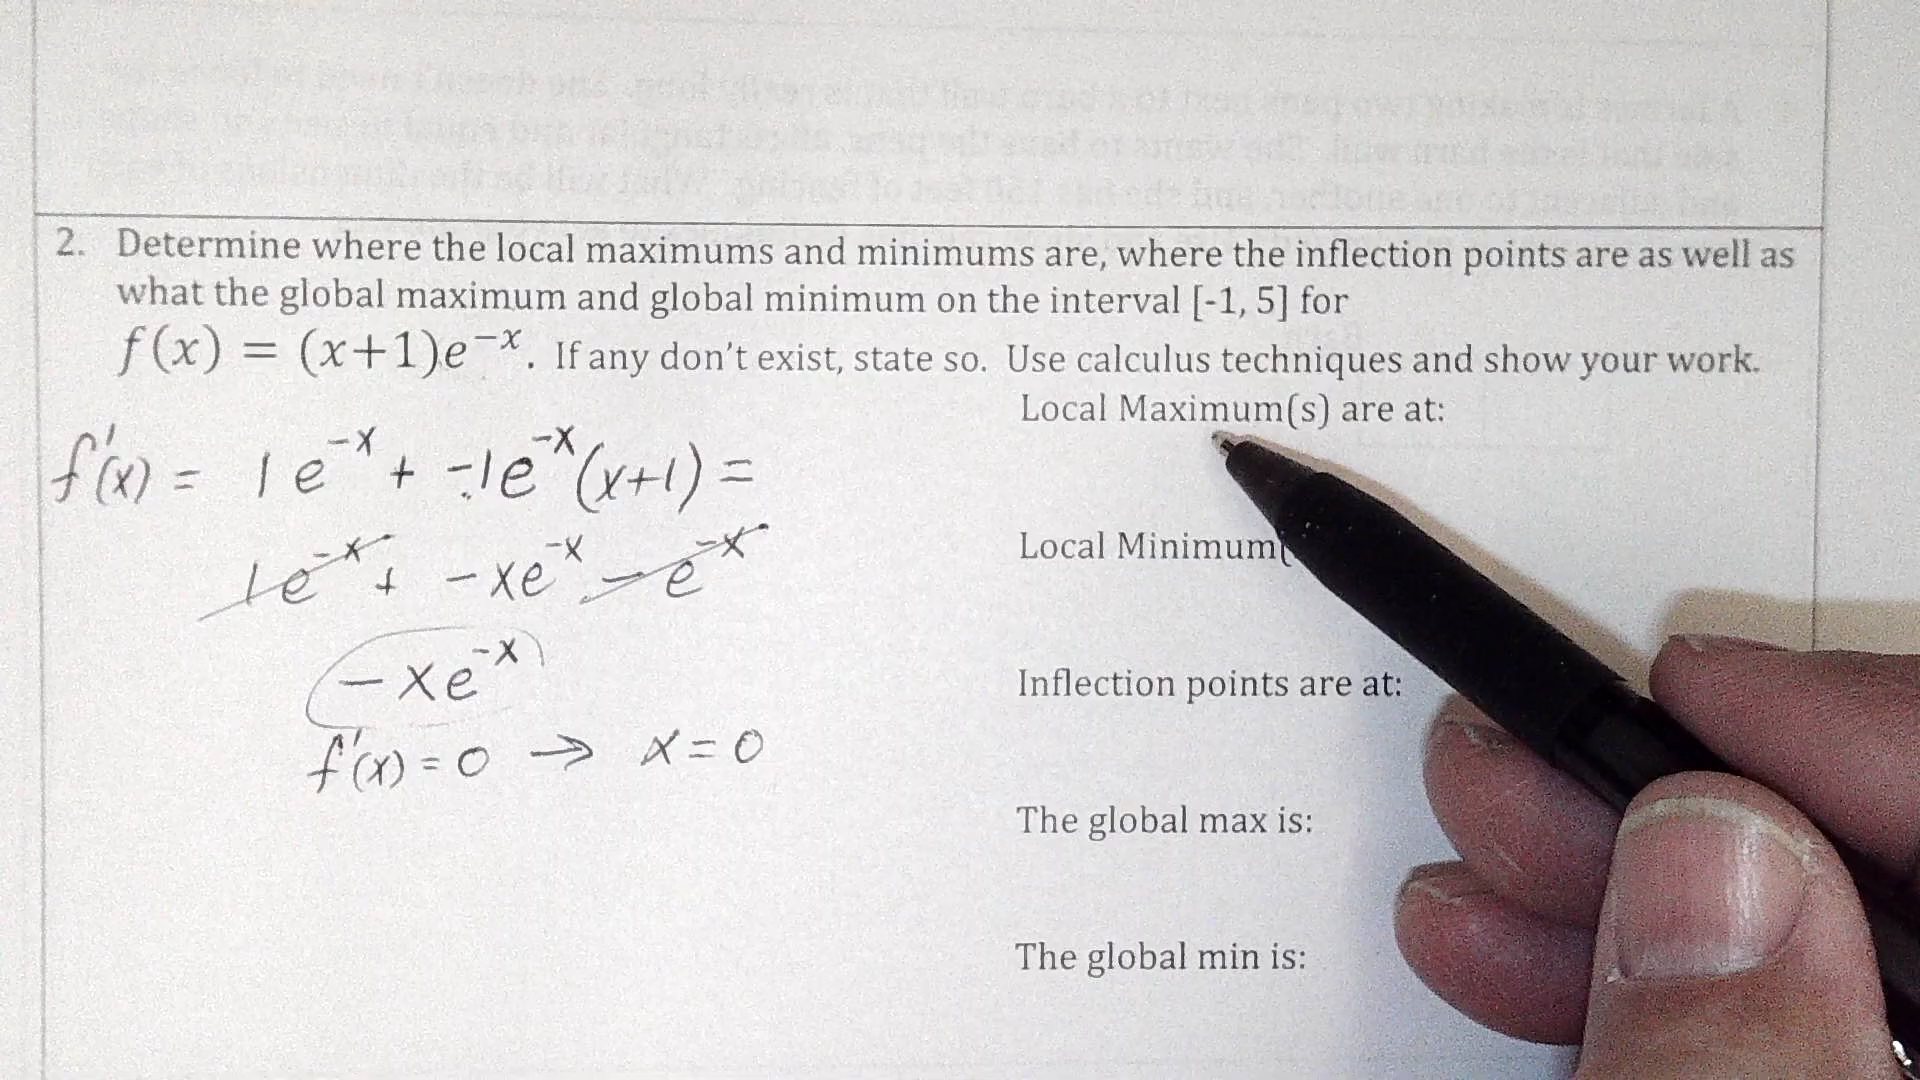 2. Determine where the local maximums and minimums are, where the inflection points are as well as
what the global maximum and global minimum on the interval [-1, 5] for
f(x) = (x+1)e^{-x}. If any don't exist, state so. Use calculus techniques and show your work.
f'(x) = 1e^{-x} + -1e^{-x}(x+1) =
1e^{-x} + -xe^{-x} - e^{-x}
-xe^{-x}
f'(x) = 0 → x = 0
Local Maximum(s) are at:
Local Minimum(
Inflection points are at:
The global max is:
The global min is: